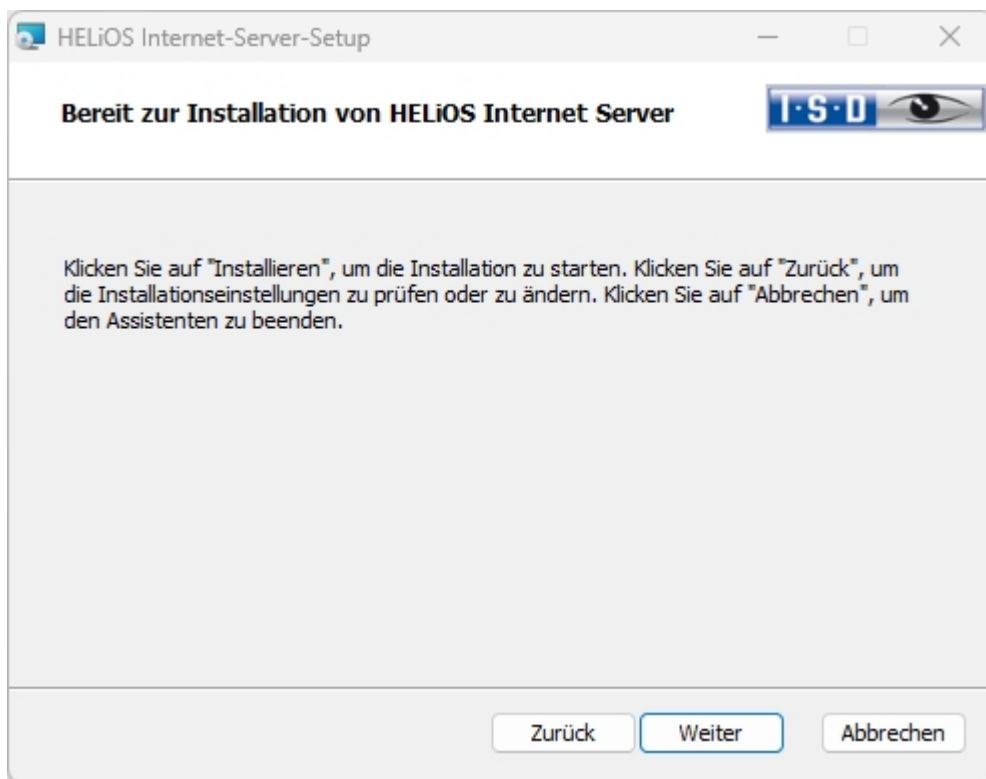 HELiOS Internet-Server-Setup
Bereit zur Installation von HELiOS Internet Server
I·S·D
Klicken Sie auf "Installieren", um die Installation zu starten. Klicken Sie auf "Zurück", um
die Installationseinstellungen zu prüfen oder zu ändern. Klicken Sie auf "Abbrechen", um
den Assistenten zu beenden.
Zurück
Weiter
Abbrechen